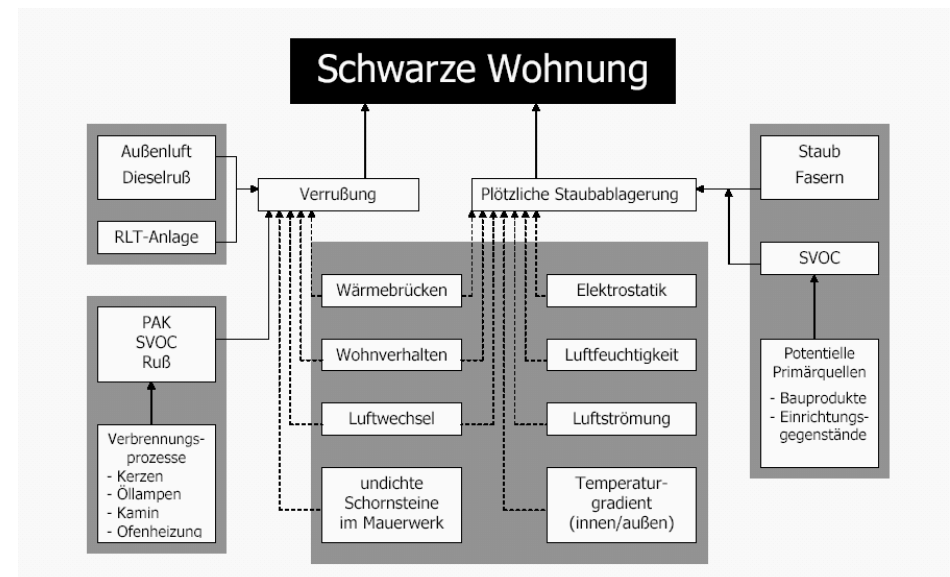 Schwarze Wohnung
Außenluft
Dieselruß
RLT-Anlage
Verrußung
Plötzliche Staubablagerung
Staub
Fasern
SVOC
PAK
SVOC
Ruß
Verbrennungs-
prozesse
- Kerzen
- Öllampen
- Kamin
- Ofenheizung
Wärmebrücken
Elektrostatik
Wohnverhalten
Luftfeuchtigkeit
Luftwechsel
Luftströmung
undichte
Schornsteine
im Mauerwerk
Temperatur-
gradient
(innen/außen)
Potentielle
Primärquellen
- Bauprodukte
- Einrichtungs-
gegenstände